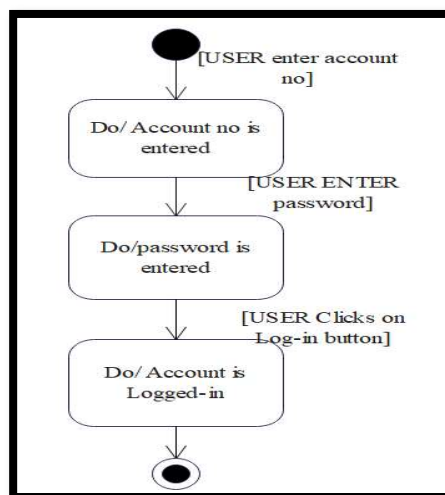 [USER enter account
no]
Do/ Account no is
entered
[USER ENTER
password]
Do/password is
entered
[USER Clicks on
Log-in button]
Do/ Account is
Logged-in